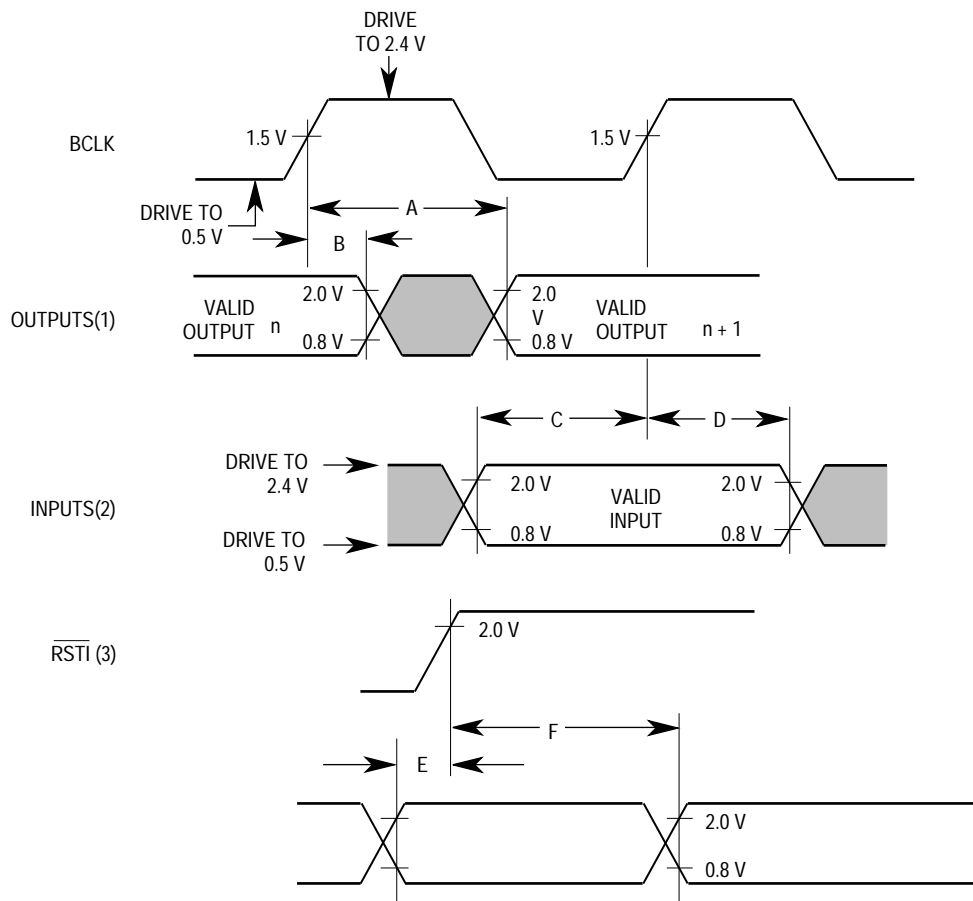 DRIVE
TO 2.4 V
BCLK
1.5 V
1.5 V
DRIVE TO
0.5 V
A
B
OUTPUTS(1)
VALID
OUTPUT
n
2.0 V
0.8 V
2.0
V
0.8 V
VALID
OUTPUT
n + 1
C
D
INPUTS(2)
DRIVE TO
2.4 V
DRIVE TO
0.5 V
2.0 V
0.8 V
VALID
INPUT
2.0 V
0.8 V
RSTI (3)
2.0 V
F
E
2.0 V
0.8 V